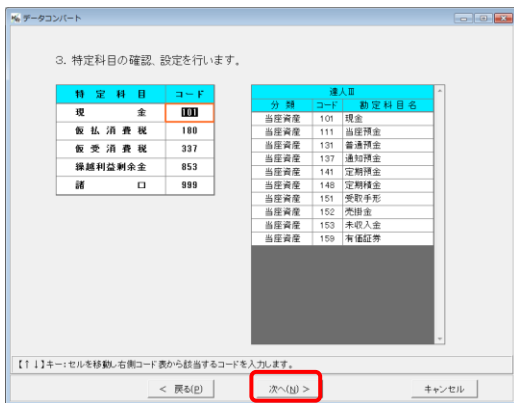 データコンバート
3. 特定科目の確認、設定を行います。
特 定 科 目 コード
現 金 101
仮 払 消 費 税 180
仮 受 消 費 税 337
繰越利益剰余金 853
諸 口 999
達人Ⅲ
分 類 コード 勘 定 科 目 名
当座資産 101 現金
当座資産 111 当座預金
当座資産 131 普通預金
当座資産 137 通知預金
当座資産 141 定期預金
当座資産 148 定期積金
当座資産 151 受取手形
当座資産 152 売掛金
当座資産 153 未収入金
当座資産 159 有価証券
【↑↓】キー:セルを移動し右側コード表から該当するコードを入力します。
< 戻る(P) 次へ(N) > キャンセル